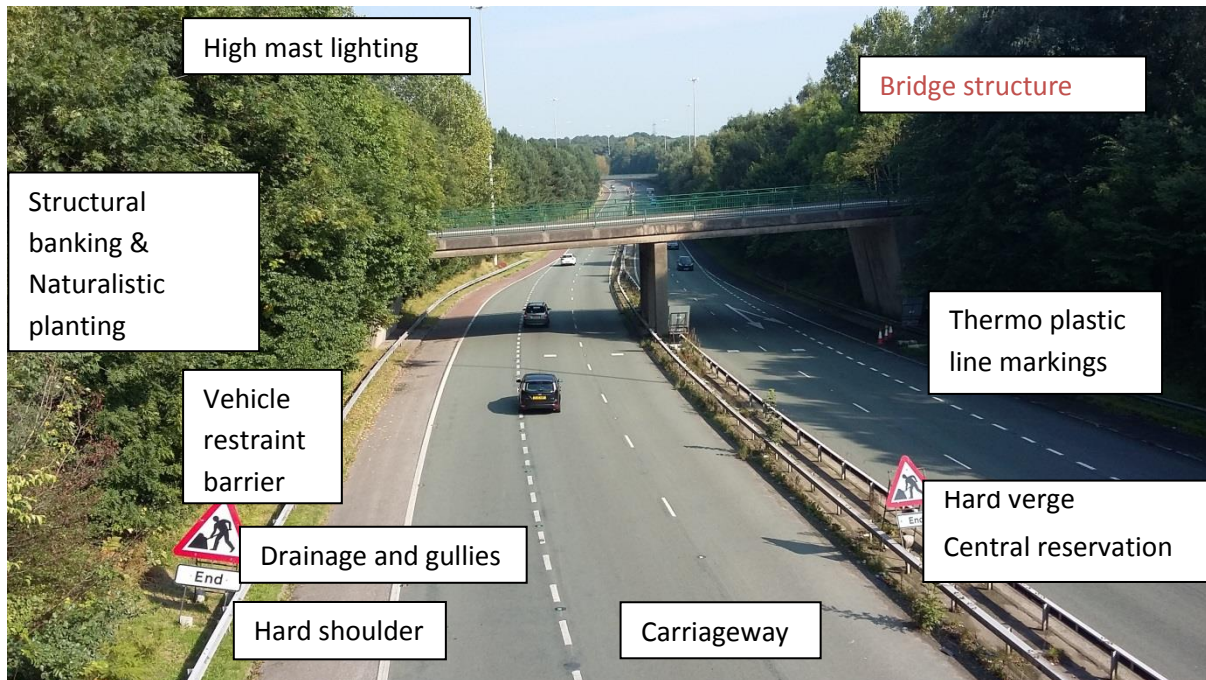 High mast lighting
Bridge structure
Structural
banking &
Naturalistic
planting
Thermo plastic
line markings
Vehicle
restraint
barrier
Hard verge
Central reservation
Drainage and gullies
End
End
Hard shoulder
Carriageway